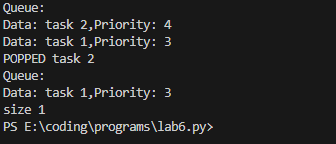 Queue:
Data: task 2,Priority: 4
Data: task 1,Priority: 3
POPPED task 2
Queue:
Data: task 1,Priority: 3
size 1
PS E:\coding\programs\lab6.py>